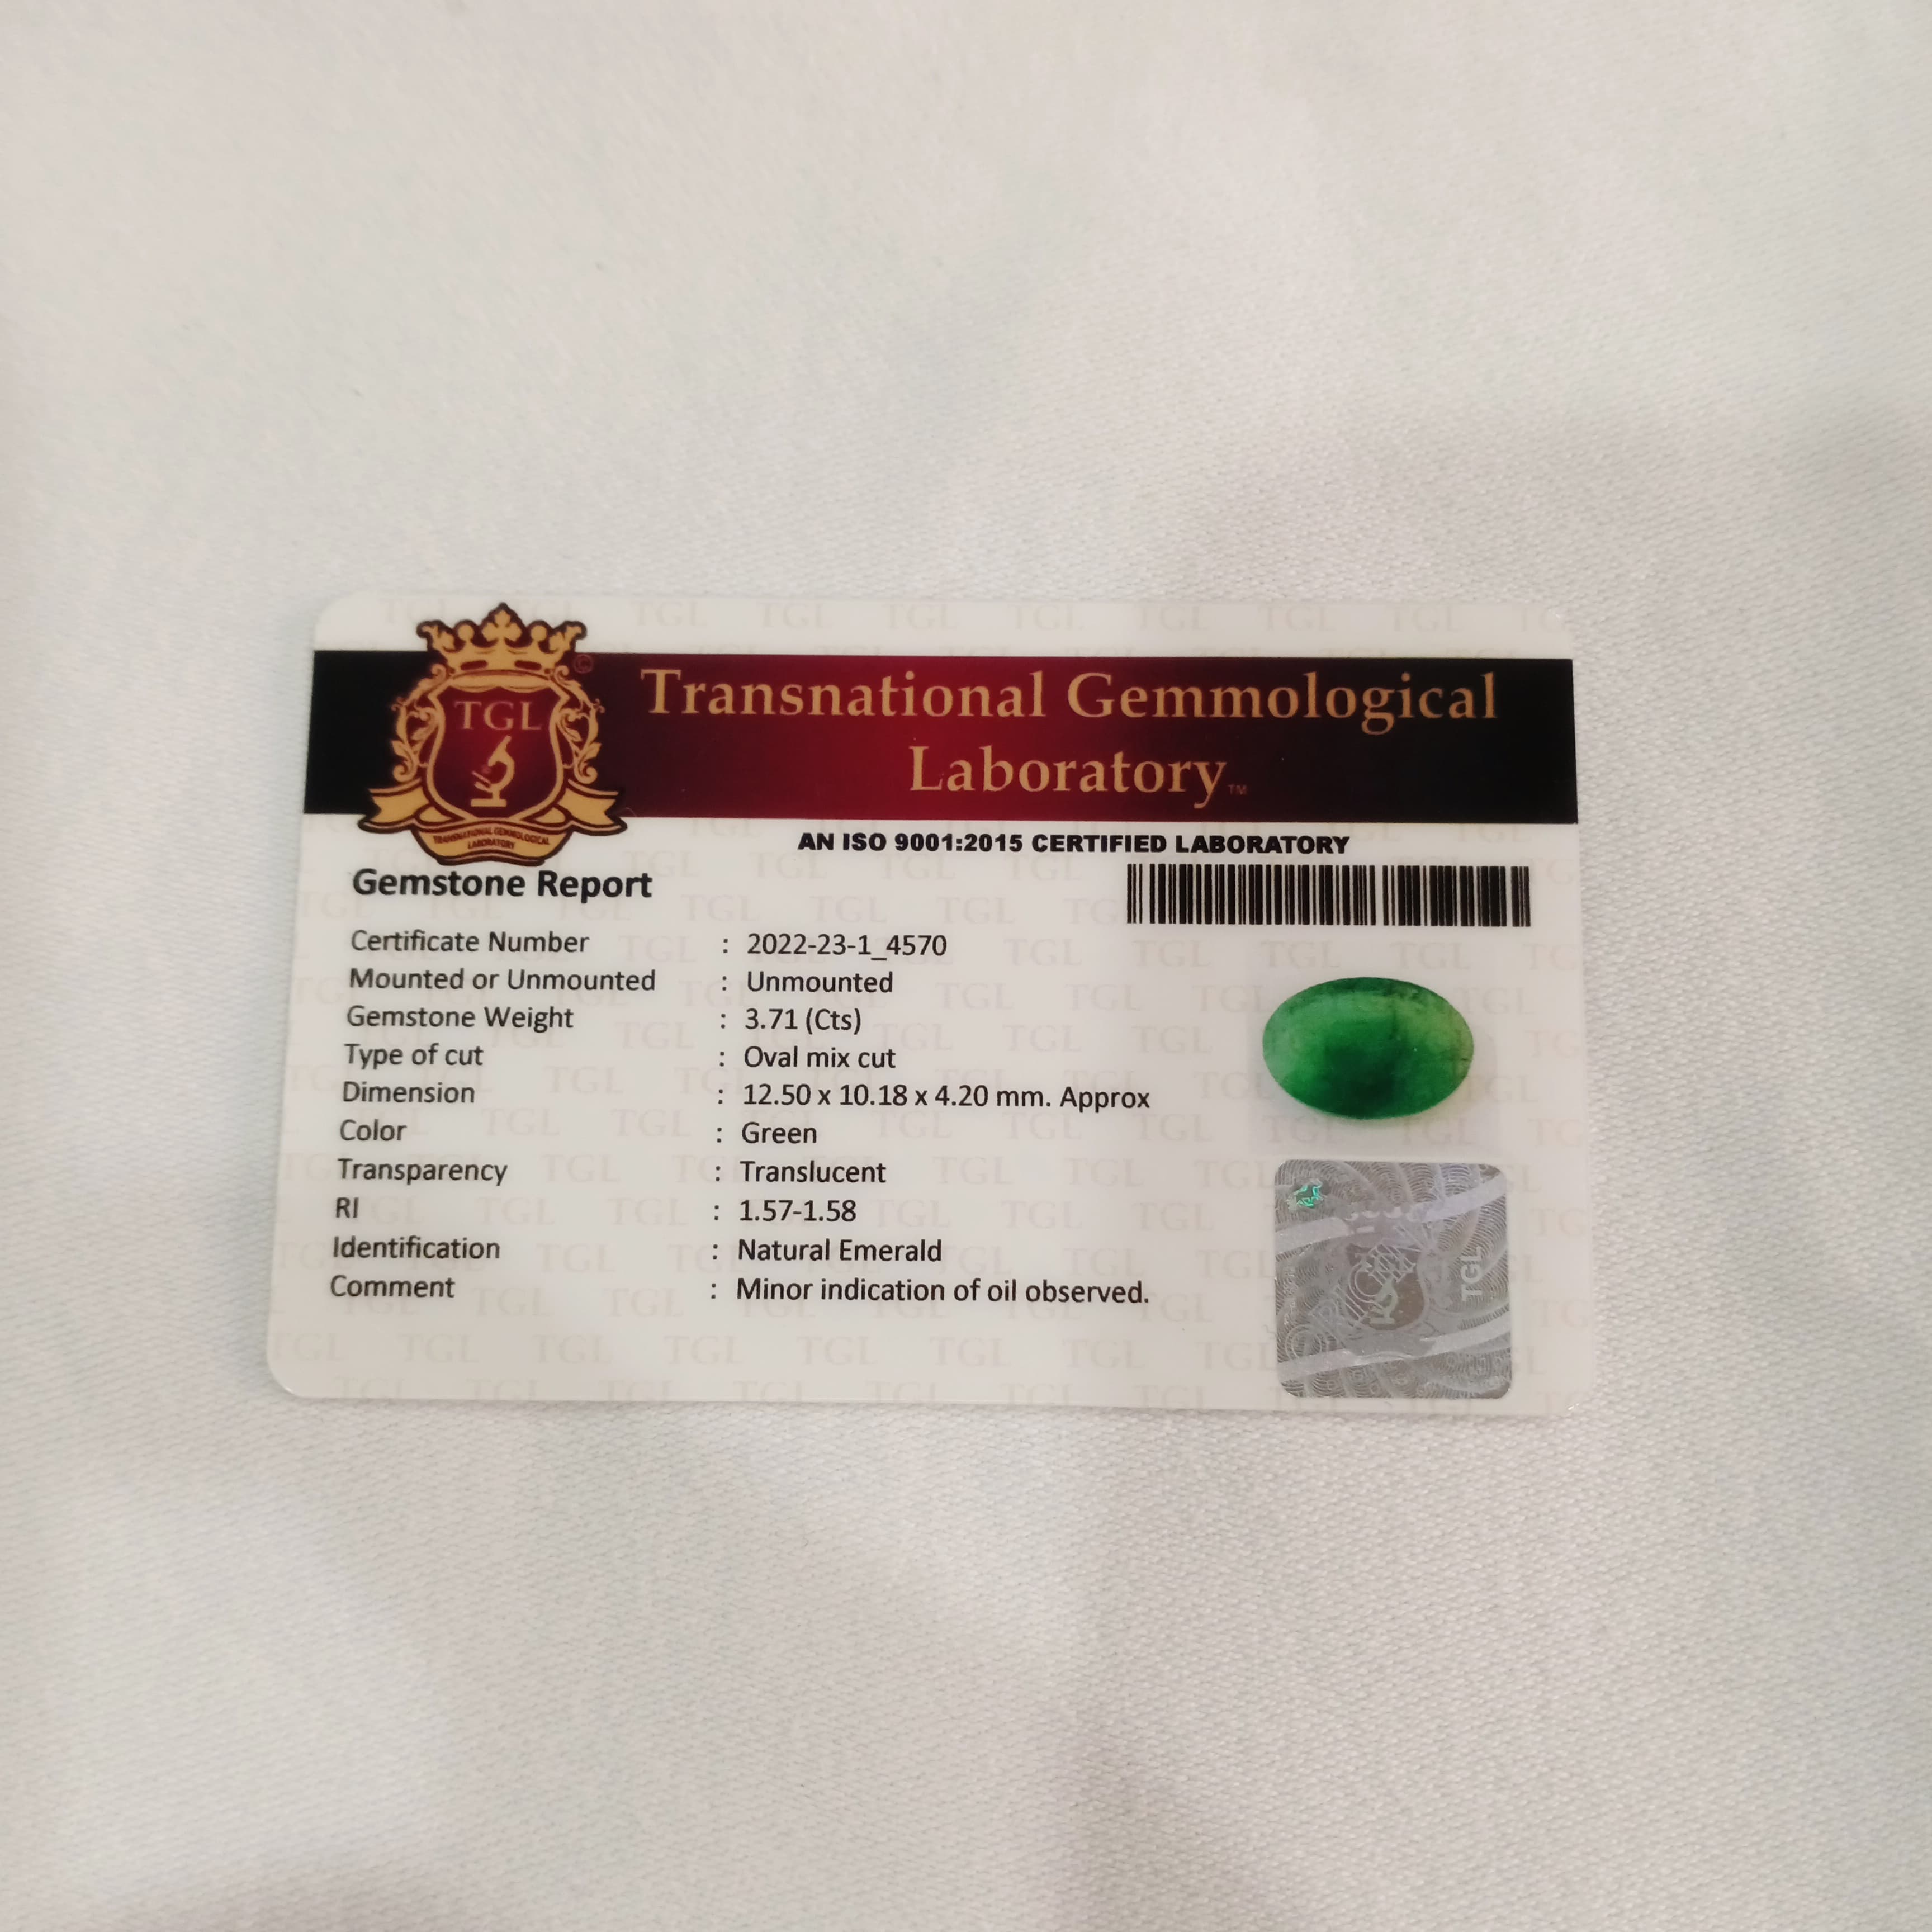 TGL
©
TRANSNATIONAL GEMMOLOGICAL
LABORATORY
Transnational Gemmological
Laboratory™
AN ISO 9001:2015 CERTIFIED LABORATORY
Gemstone Report
Certificate Number : 2022-23-1_4570
Mounted or Unmounted : Unmounted
Gemstone Weight : 3.71 (Cts)
Type of cut : Oval mix cut
Dimension : 12.50 x 10.18 x 4.20 mm. Approx
Color : Green
Transparency : Translucent
RI : 1.57-1.58
Identification : Natural Emerald
Comment : Minor indication of oil observed.
TGL